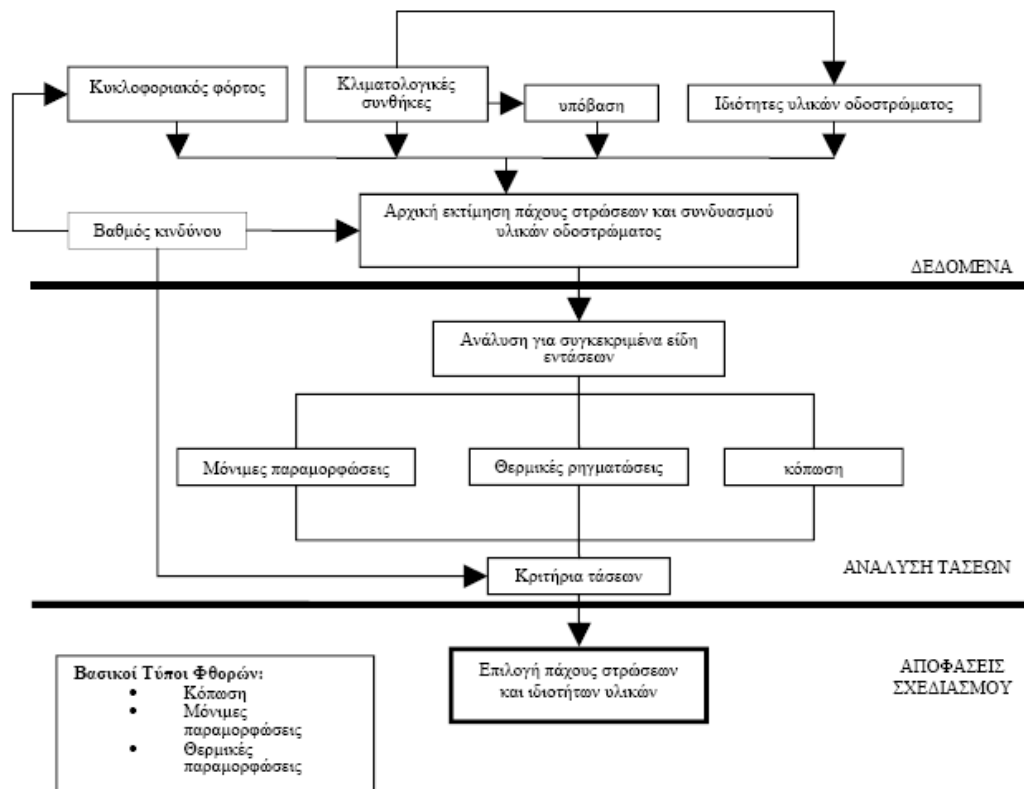 Κυκλοφοριακός φόρτος
Κλιματολογικές
συνθήκες
υπόβαση
Ιδιότητες υλικών οδοστρώματος
Αρχική εκτίμηση πάχους στρώσεων και συνδυασμού
υλικών οδοστρώματος
Βαθμός κινδύνου
ΔΕΔΟΜΕΝΑ
Ανάλυση για συγκεκριμένα είδη
εντάσεων
Μόνιμες παραμορφώσεις
Θερμικές ρηγματώσεις
κόπωση
Κριτήρια τάσεων
ΑΝΑΛΥΣΗ ΤΑΣΕΩΝ
Επιλογή πάχους στρώσεων
και ιδιοτήτων υλικών
ΑΠΟΦΑΣΕΙΣ
ΣΧΕΔΙΑΣΜΟΥ
Βασικοί Τύποι Φθορών:
• Κόπωση
• Μόνιμες
παραμορφώσεις
• Θερμικές
παραμορφώσεις